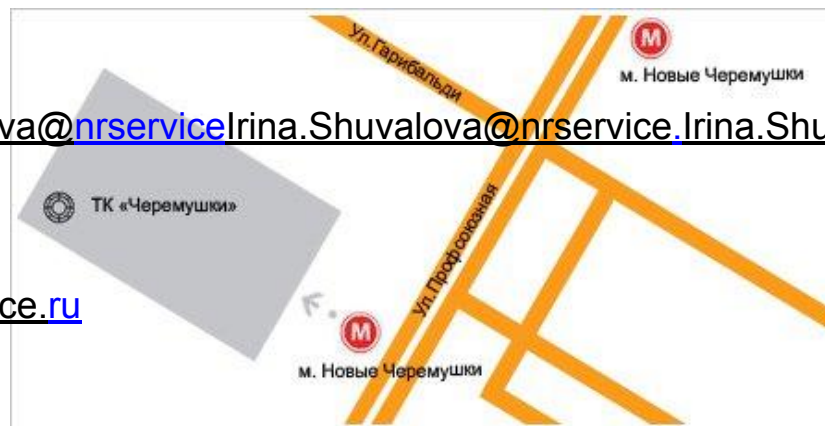 Ул.Гарибальди
м. Новые Черемушки
va@nrserviceIrina.Shuvalova@nrservice.Irina.Shu
ТК «Черемушки»
Ул.Профсоюзная
ce.ru
м. Новые Черемушки